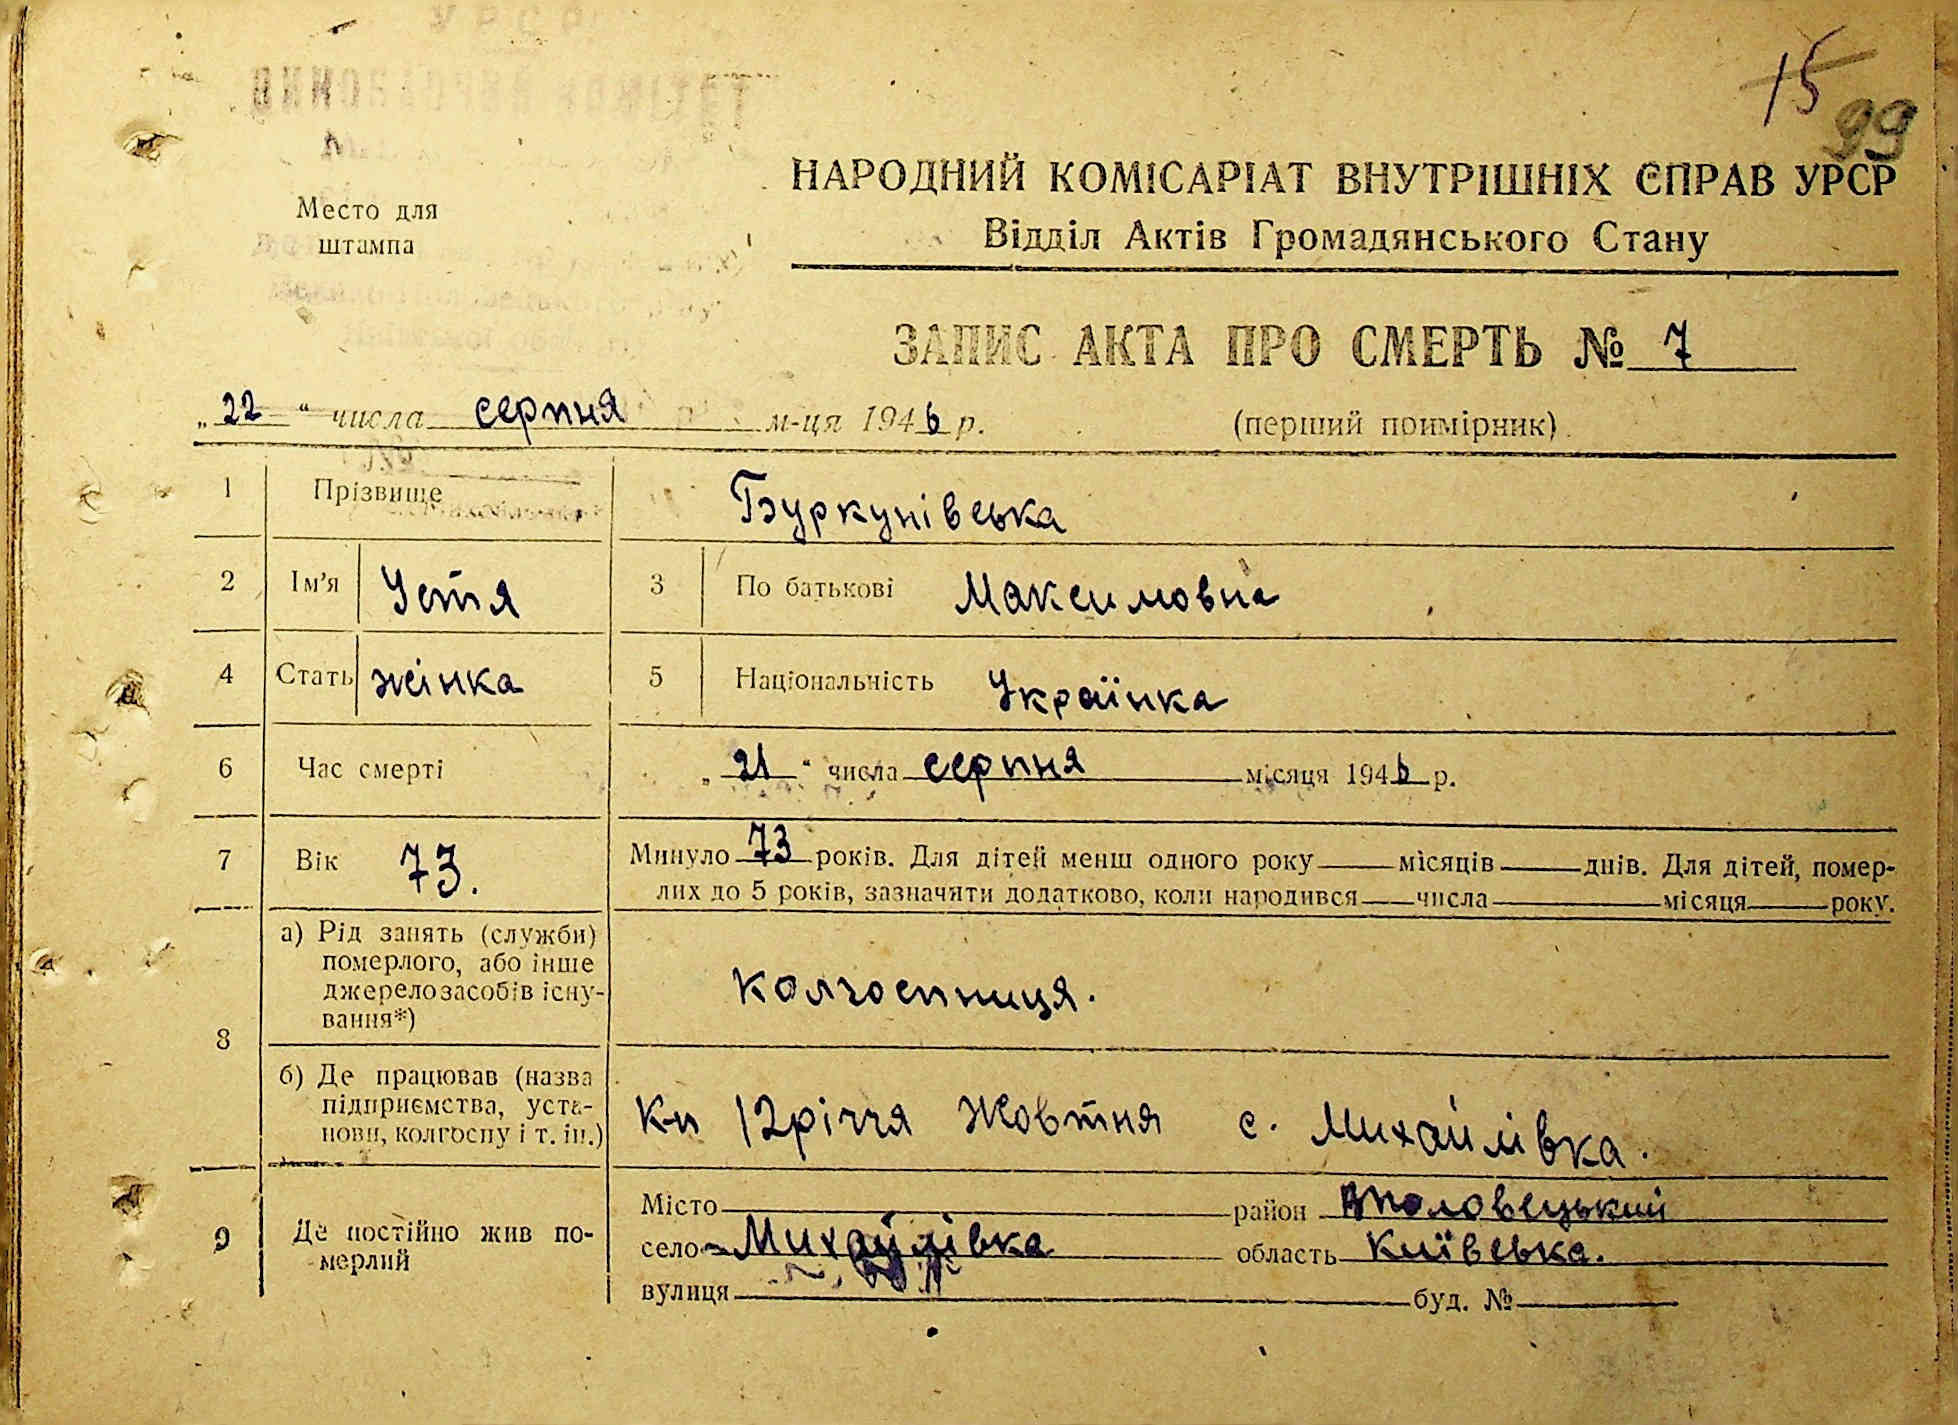 15
99
НАРОДНИЙ КОМІСАРІАТ ВНУТРІШНІХ СПРАВ УРСР
Відділ Актів Громадянського Стану
Место для
штампа
ЗАПИС АКТА ПРО СМЕРТЬ № 7
„22“ числа серпня м-ця 1946 р. (перший примірник)
1 Прізвище Буркунівська
2 Ім'я Устя 3 По батькові Максимовна
4 Стать жінка 5 Національність Українка
6 Час смерті „21“ числа серпня місяця 1946 р.
7 Вік 73. Минуло 73 років. Для дітей менш одного року місяців днів. Для дітей, помер-
лих до 5 років, зазначити додатково, коли народився числа місяця року.
8 а) Рід занять (служби)
померлого, або інше
джерело засобів існу-
вання*)
колгоспниця.
б) Де працював (назва
підприємства, уста-
нови, колгоспу і т. ін.)
К-п 12річчя Жовтня с. Михайлівка.
9 Де постійно жив по-
мерлий
Місто район
село Михайлівка область Київська.
вулиця буд. №